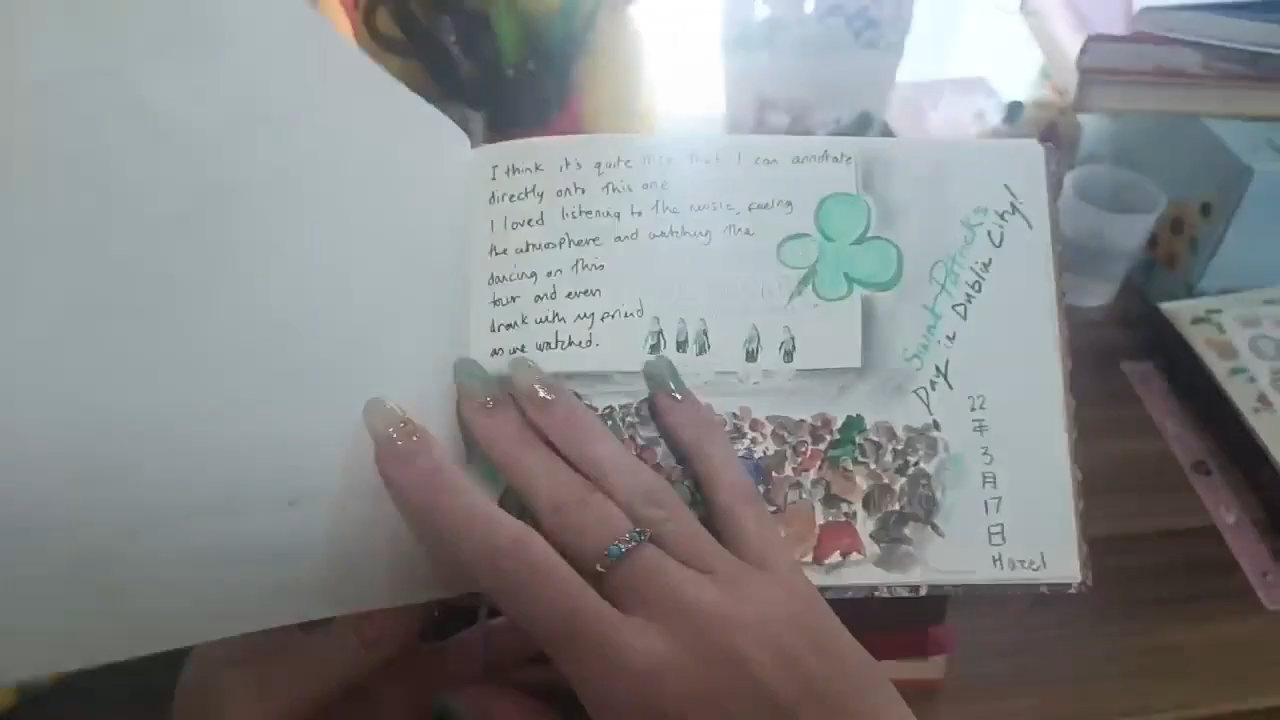 I think it's quite nice that I can annotate
directly onto this one
I loved listening to the music, feeling
the atmosphere and watching the
dancing on this
tour and even
drank with my friend
as we watched.
Saint Patrick's
Day in Dublin City!
22
年
3
月
17
日
Hazel